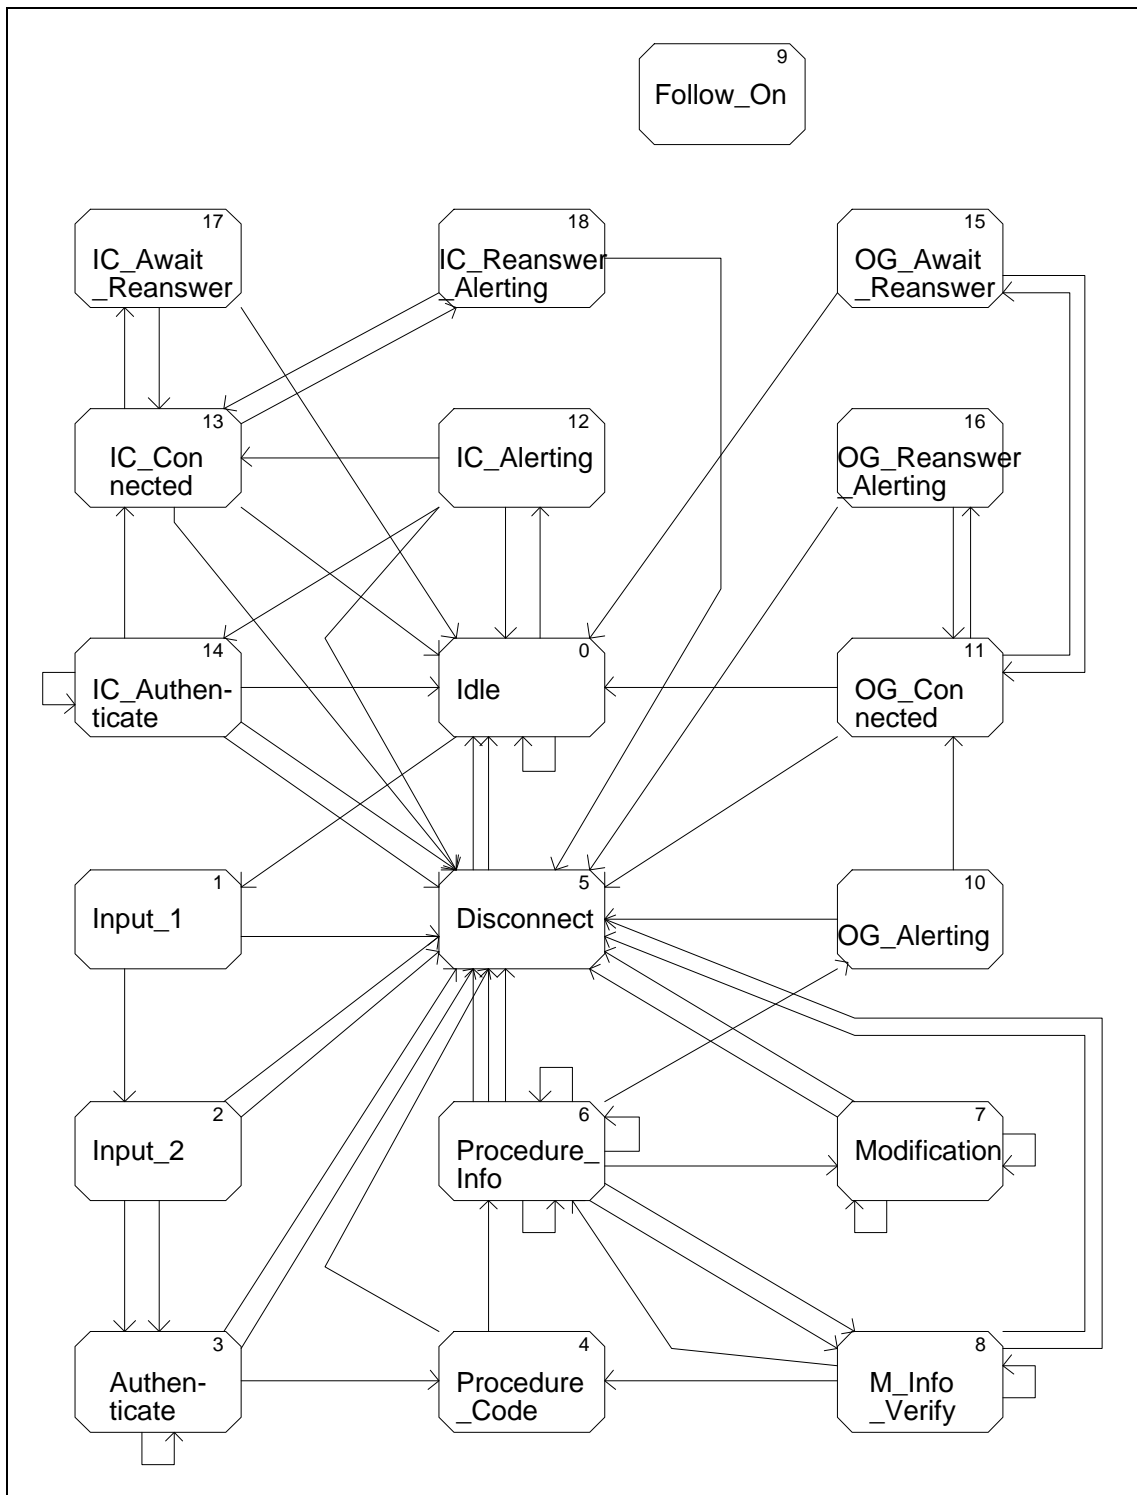 9
Follow_On
17
IC_Await
_Reanswer
18
IC_Reanswer
_Alerting
15
OG_Await
_Reanswer
13
IC_Con
nected
12
IC_Alerting
16
OG_Reanswer
_Alerting
14
IC_Authen-
ticate
0
Idle
11
OG_Con
nected
1
Input_1
5
Disconnect
10
OG_Alerting
2
Input_2
6
Procedure_
Info
7
Modification
3
Authen-
ticate
4
Procedure
_Code
8
M_Info
_Verify